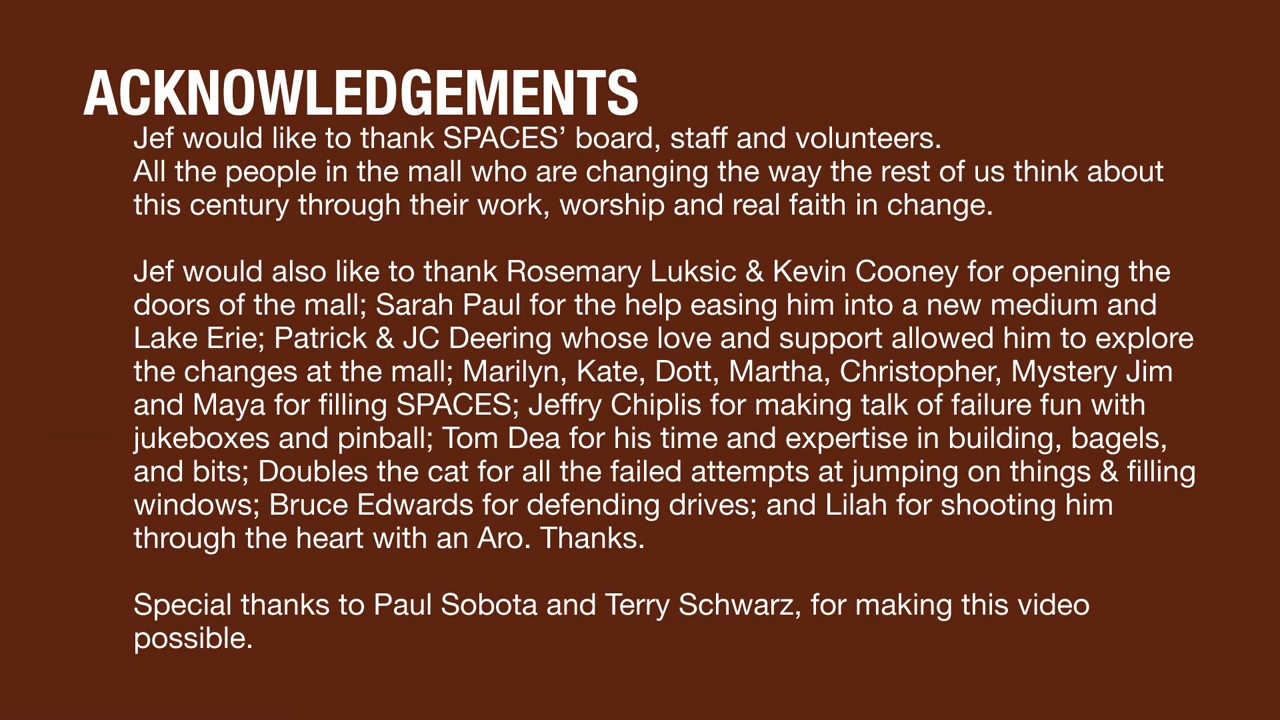 ACKNOWLEDGEMENTS
Jef would like to thank SPACES’ board, staff and volunteers.
All the people in the mall who are changing the way the rest of us think about
this century through their work, worship and real faith in change.
Jef would also like to thank Rosemary Luksic & Kevin Cooney for opening the
doors of the mall; Sarah Paul for the help easing him into a new medium and
Lake Erie; Patrick & JC Deering whose love and support allowed him to explore
the changes at the mall; Marilyn, Kate, Dott, Martha, Christopher, Mystery Jim
and Maya for filling SPACES; Jeffry Chiplis for making talk of failure fun with
jukeboxes and pinball; Tom Dea for his time and expertise in building, bagels,
and bits; Doubles the cat for all the failed attempts at jumping on things & filling
windows; Bruce Edwards for defending drives; and Lilah for shooting him
through the heart with an Aro. Thanks.
Special thanks to Paul Sobota and Terry Schwarz, for making this video
possible.